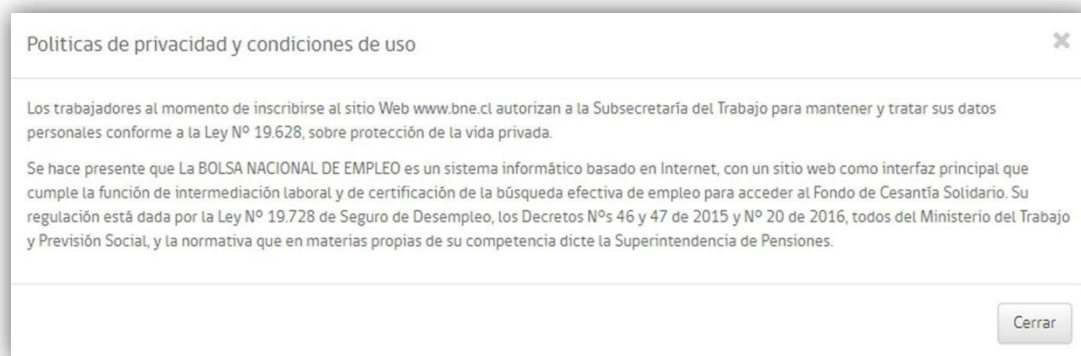 Politicas de privacidad y condiciones de uso
Los trabajadores al momento de inscribirse al sitio Web www.bne.cl autorizan a la Subsecretaría del Trabajo para mantener y tratar sus datos
personales conforme a la Ley Nº 19.628, sobre protección de la vida privada.
Se hace presente que La BOLSA NACIONAL DE EMPLEO es un sistema informático basado en Internet, con un sitio web como interfaz principal que
cumple la función de intermediación laboral y de certificación de la búsqueda efectiva de empleo para acceder al Fondo de Cesantía Solidario. Su
regulación está dada por la Ley Nº 19.728 de Seguro de Desempleo, los Decretos Nºs 46 y 47 de 2015 y Nº 20 de 2016, todos del Ministerio del Trabajo
y Previsión Social, y la normativa que en materias propias de su competencia dicte la Superintendencia de Pensiones.
Cerrar